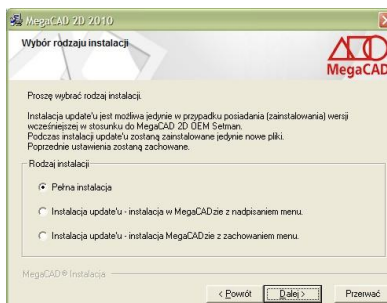 MegaCAD 2D 2010
Wybór rodzaju instalacji
MegaCAD
Proszę wybrać rodzaj instalacji.
Instalacja update'u jest możliwa jedynie w przypadku posiadania (zainstalowania) wersji
wcześniejszej w stosunku do MegaCAD 2D OEM Setman.
Podczas instalacji update'u zostaną zainstalowane jedynie nowe pliki.
Poprzednie ustawienia zostaną zachowane.
Rodzaj instalacji
Pełna instalacja
Instalacja update'u - instalacja w MegaCADzie z nadpisaniem menu.
Instalacja update'u - instalacja MegaCADzie z zachowaniem menu.
MegaCAD® Instalacja
< Powrót Dalej > Przerwać